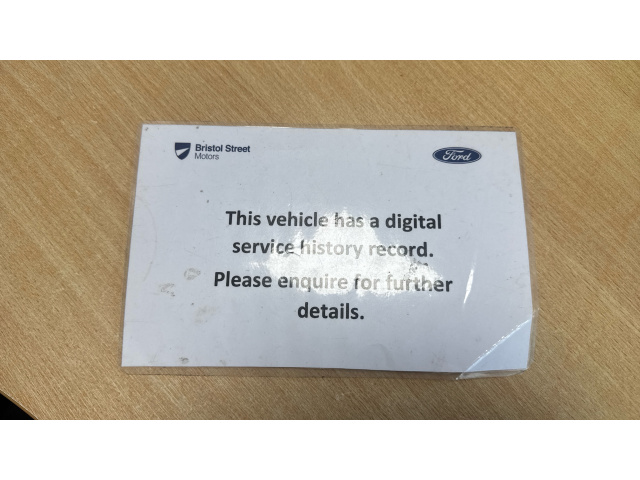 Bristol Street
Motors
Ford
This vehicle has a digital
service history record.
Please enquire for further
details.